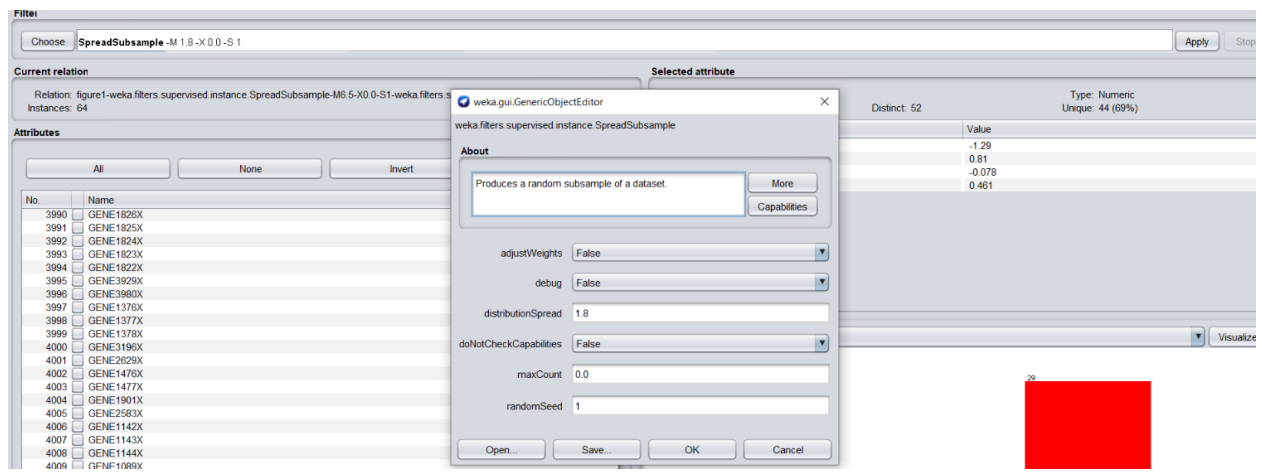 Filter
Choose SpreadSubsample -M 1.8 -X 0.0 -S 1 Apply Stop
Current relation
Relation: figure1-weka.filters.supervised.instance.SpreadSubsample-M6.5-X0.0-S1-weka.filters.s
Instances: 64
Attributes
All None Invert
No. Name
3990 GENE1826X
3991 GENE1825X
3992 GENE1824X
3993 GENE1823X
3994 GENE1822X
3995 GENE3929X
3996 GENE3980X
3997 GENE1376X
3998 GENE1377X
3999 GENE1378X
4000 GENE3196X
4001 GENE2629X
4002 GENE1476X
4003 GENE1477X
4004 GENE1901X
4005 GENE2583X
4006 GENE1142X
4007 GENE1143X
4008 GENE1144X
4009 GENE1089X
weka.gui.GenericObjectEditor
weka.filters.supervised.instance.SpreadSubsample
About
Produces a random subsample of a dataset.
More
Capabilities
adjustWeights False
debug False
distributionSpread 1.8
doNotCheckCapabilities False
maxCount 0.0
randomSeed 1
Open... Save... OK Cancel
Selected attribute
Type: Numeric
Distinct: 52 Unique: 44 (69%)
Value
-1.29
0.81
-0.078
0.461
Visualize
29